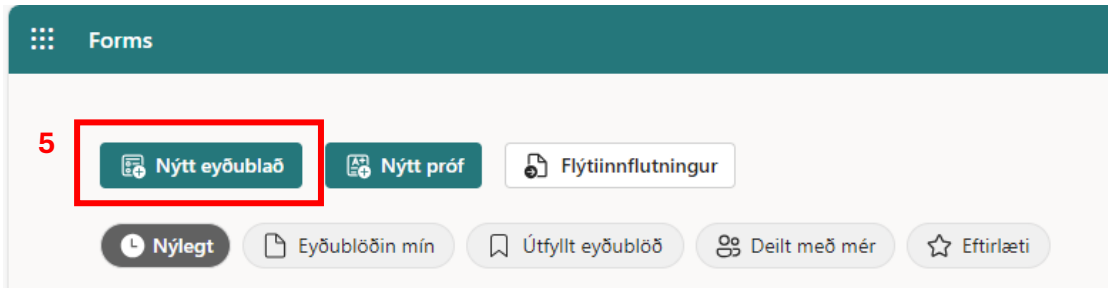 Forms
5
Nýtt eyðublað Nýtt próf Flýtiinnflutningur
Nýlegt Eyðublöðin mín Útfyllt eyðublöð Deilt með mér Eftirlæti